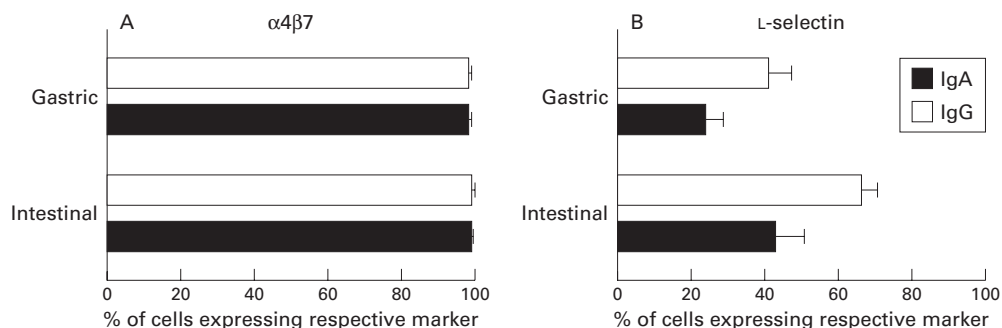 A α4β7
Gastric
Intestinal
0 20 40 60 80 100
% of cells expressing respective marker
B L-selectin
IgA
IgG
Gastric
Intestinal
0 20 40 60 80 100
% of cells expressing respective marker